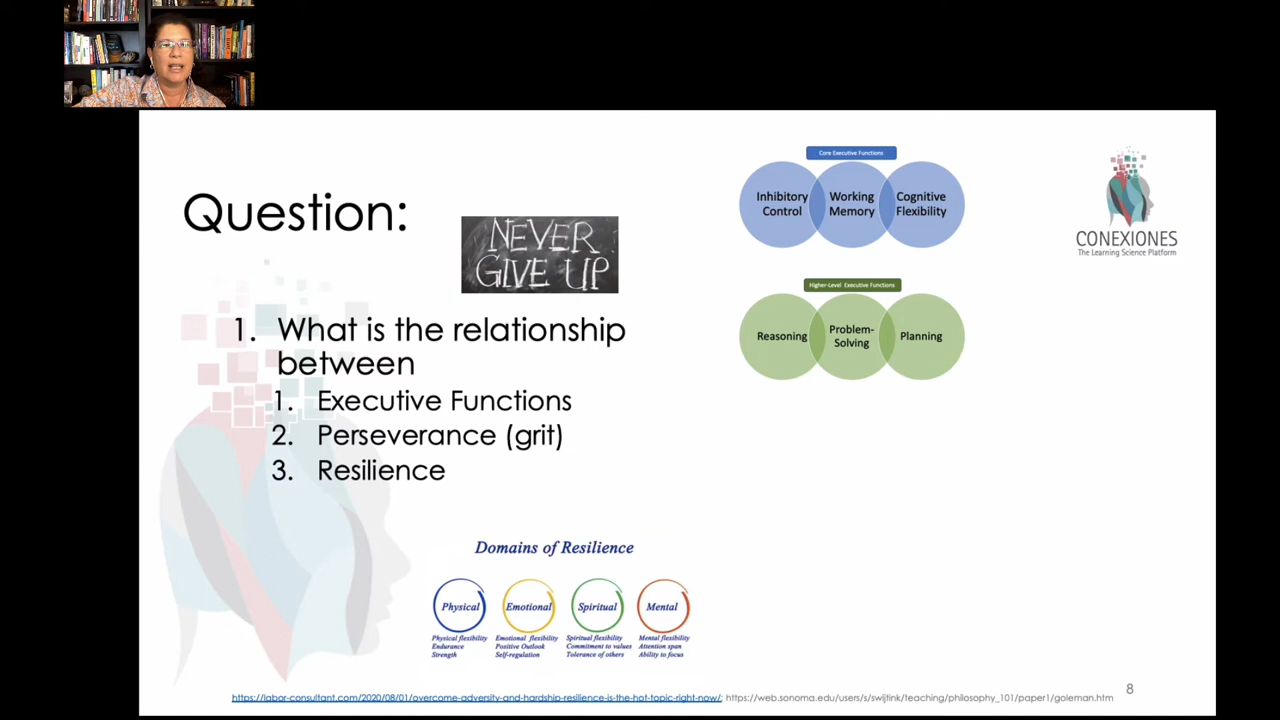 Question:
NEVER
GIVE UP
1. What is the relationship
between
1. Executive Functions
2. Perseverance (grit)
3. Resilience
Core Executive Functions
Inhibitory
Control
Working
Memory
Cognitive
Flexibility
Higher-Level Executive Functions
Reasoning
Problem-
Solving
Planning
CONEXIONES
The Learning Science Platform
Domains of Resilience
Physical
Physical flexibility
Endurance
Strength
Emotional
Emotional flexibility
Positive Outlook
Self-regulation
Spiritual
Spiritual flexibility
Commitment to values
Tolerance of others
Mental
Mental flexibility
Attention span
Ability to focus
https://labor-consultant.com/2020/08/01/overcome-adversity-and-hardship-resilience-is-the-hot-topic-right-now/; https://web.sonoma.edu/users/s/swijtink/teaching/philosophy_101/paper1/goleman.htm
8